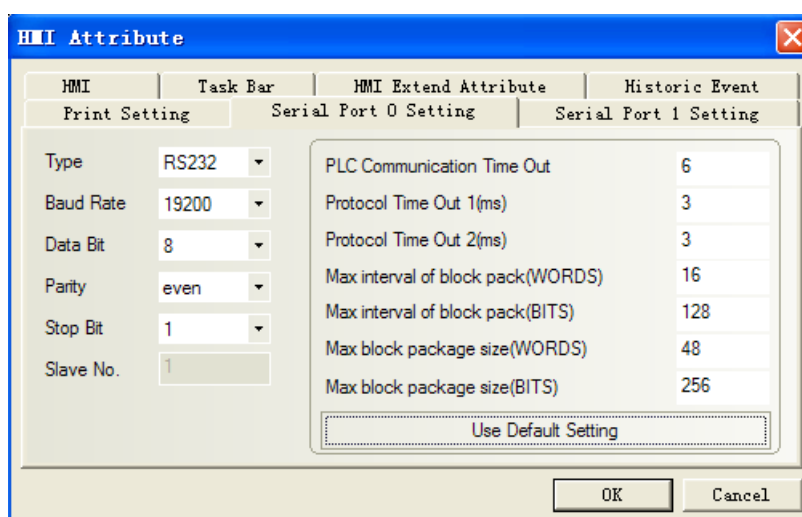 HMI Attribute
HMI Task Bar HMI Extend Attribute Historic Event
Print Setting Serial Port 0 Setting Serial Port 1 Setting
Type RS232
Baud Rate 19200
Data Bit 8
Parity even
Stop Bit 1
Slave No. 1
PLC Communication Time Out 6
Protocol Time Out 1(ms) 3
Protocol Time Out 2(ms) 3
Max interval of block pack(WORDS) 16
Max interval of block pack(BITS) 128
Max block package size(WORDS) 48
Max block package size(BITS) 256
Use Default Setting
OK Cancel